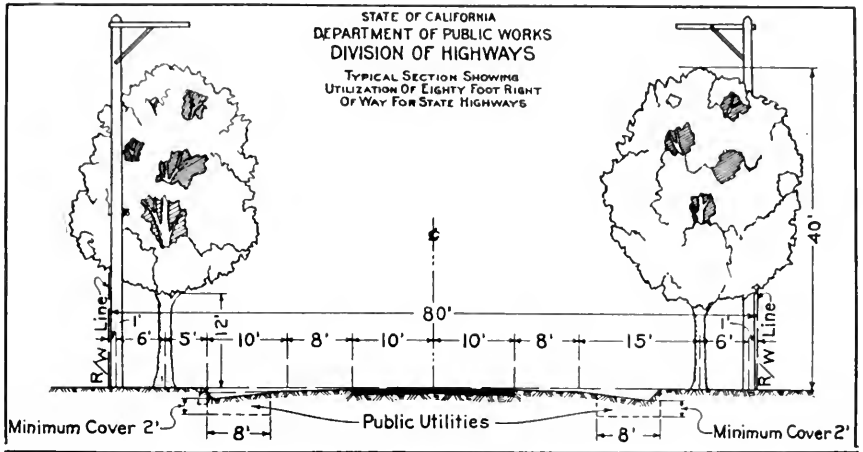 STATE OF CALIFORNIA
DEPARTMENT OF PUBLIC WORKS
DIVISION OF HIGHWAYS
TYPICAL SECTION SHOWING
UTILIZATION OF EIGHTY FOOT RIGHT
OF WAY FOR STATE HIGHWAYS
℄
40'
80'
12'
R/W Line
1'
6'
5'
10'
8'
10'
10'
8'
15'
1'
6'
R/W Line
Minimum Cover 2'
Public Utilities
Minimum Cover 2'
8'
8'